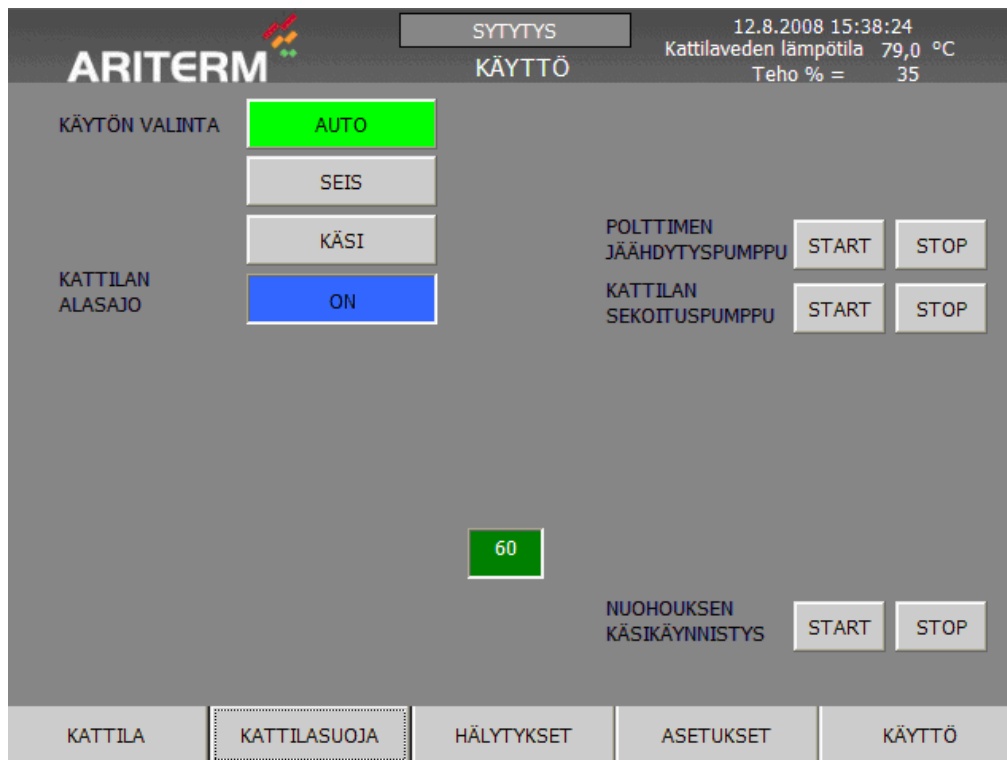 ARITERM
SYTYTYS
KÄYTTÖ
12.8.2008 15:38:24
Kattilaveden lämpötila 79,0 °C
Teho % = 35
KÄYTÖN VALINTA
AUTO
SEIS
KÄSI
KATTILAN
ALASAJO
ON
POLTTIMEN
JÄÄHDYTYSPUMPPU
START STOP
KATTILAN
SEKOITUSPUMPPU
START STOP
60
NUOHOUKSEN
KÄSIKÄYNNISTYS
START STOP
KATTILA KATTILASUOJA HÄLYTYKSET ASETUKSET KÄYTTÖ